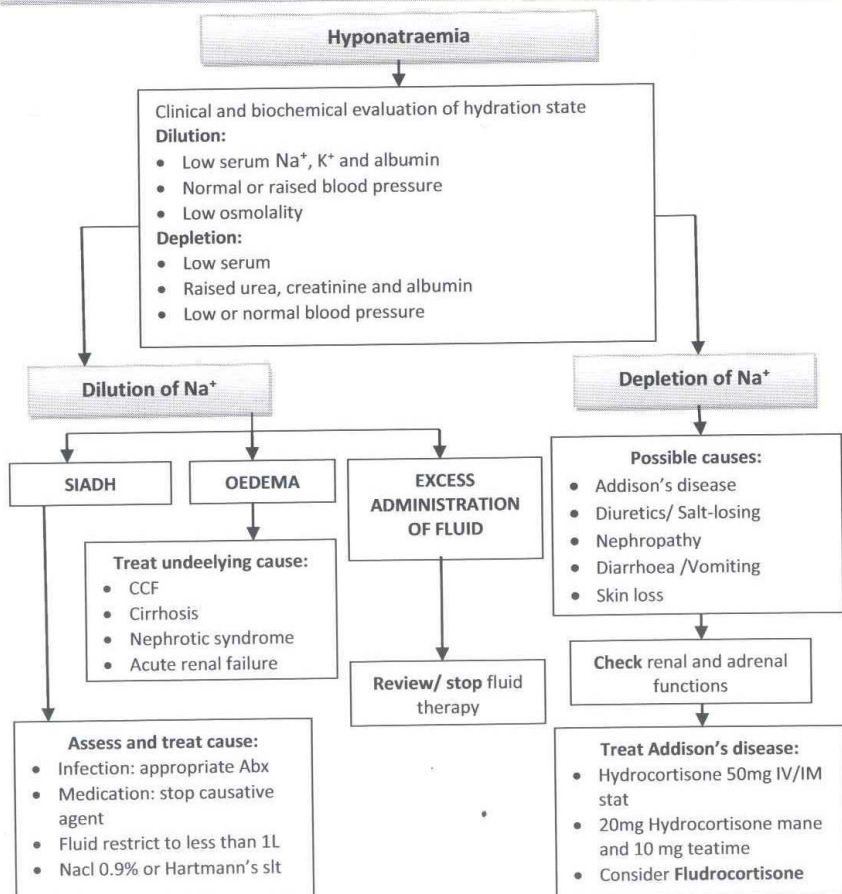 Hyponatraemia
Clinical and biochemical evaluation of hydration state
Dilution:
• Low serum Na⁺, K⁺ and albumin
• Normal or raised blood pressure
• Low osmolality
Depletion:
• Low serum
• Raised urea, creatinine and albumin
• Low or normal blood pressure
Dilution of Na⁺
Depletion of Na⁺
SIADH
OEDEMA
EXCESS
ADMINISTRATION
OF FLUID
Treat undeelying cause:
• CCF
• Cirrhosis
• Nephrotic syndrome
• Acute renal failure
Review/ stop fluid
therapy
Assess and treat cause:
• Infection: appropriate Abx
• Medication: stop causative
agent
• Fluid restrict to less than 1L
• Nacl 0.9% or Hartmann's slt
Possible causes:
• Addison's disease
• Diuretics/ Salt-losing
• Nephropathy
• Diarrhoea /Vomiting
• Skin loss
Check renal and adrenal
functions
Treat Addison's disease:
• Hydrocortisone 50mg IV/IM
stat
• 20mg Hydrocortisone mane
and 10 mg teatime
• Consider Fludrocortisone